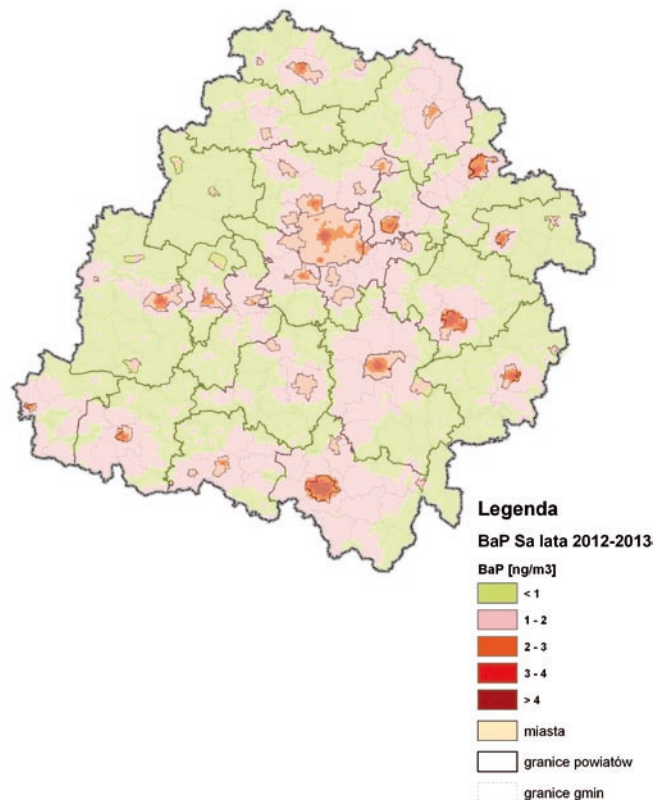 Legenda
BaP Sa lata 2012-2013
BaP [ng/m3]
< 1
1 - 2
2 - 3
3 - 4
> 4
miasta
granice powiatów
granice gmin